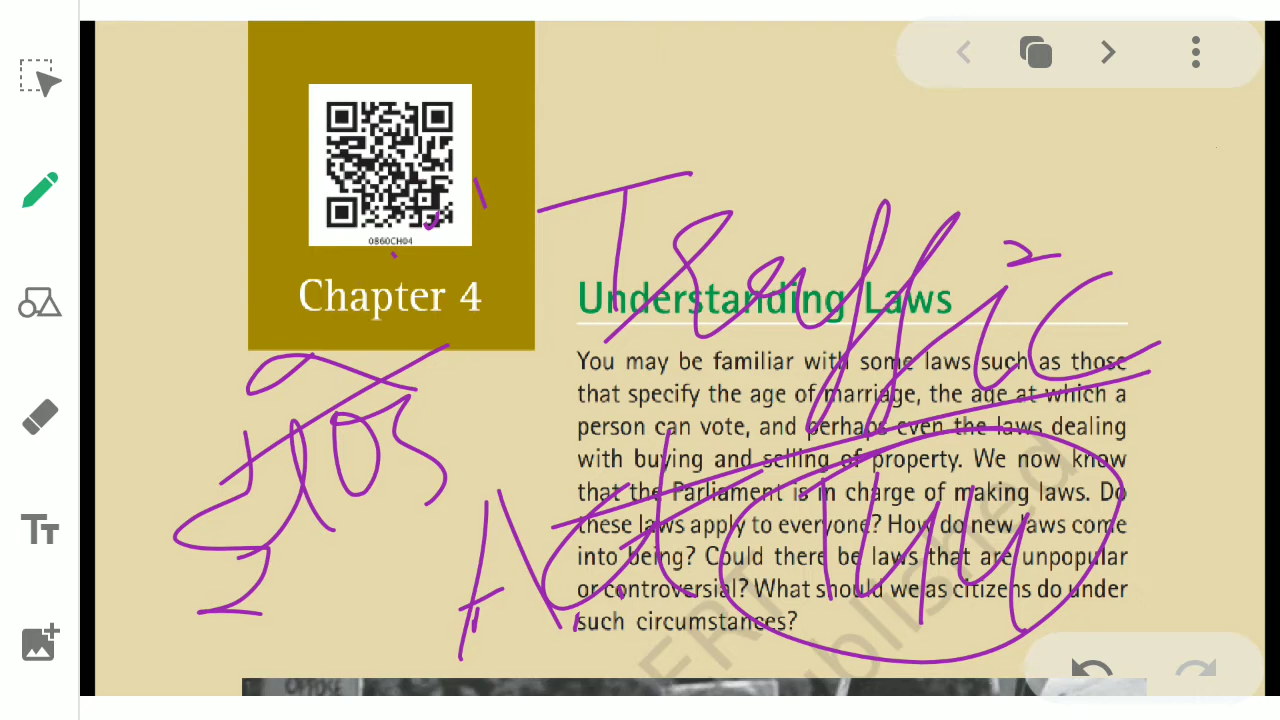 0860CH04
Chapter 4
Traffic
Understanding Laws
You may be familiar with some laws such as those
that specify the age of marriage, the age at which a
person can vote, and perhaps even the laws dealing
with buying and selling of property. We now know
that the Parliament is in charge of making laws. Do
these laws apply to everyone? How do new laws come
into being? Could there be laws that are unpopular
or controversial? What should we as citizens do under
such circumstances?
Act
OPPOSE